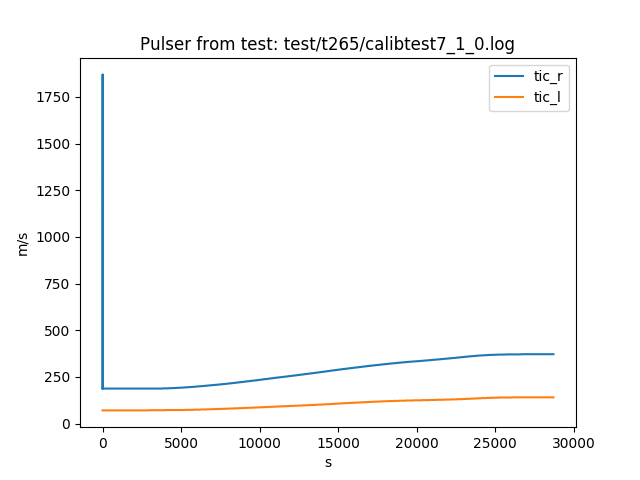 Pulser from test: test/t265/calibtest7_1_0.log
tic_r
tic_l
m/s
1750
1500
1250
1000
750
500
250
0
0 5000 10000 15000 20000 25000 30000
s